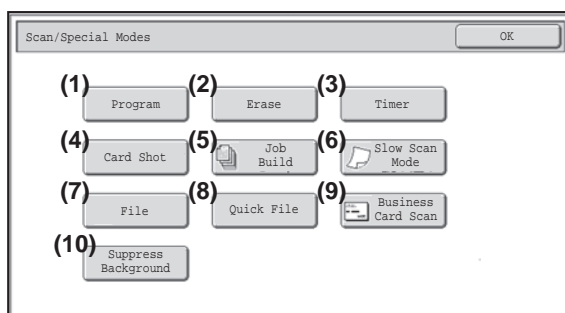 Scan/Special Modes OK
(1) Program (2) Erase (3) Timer
(4) Card Shot (5) Job Build (6) Slow Scan Mode
(7) File (8) Quick File (9) Business Card Scan
(10) Suppress Background